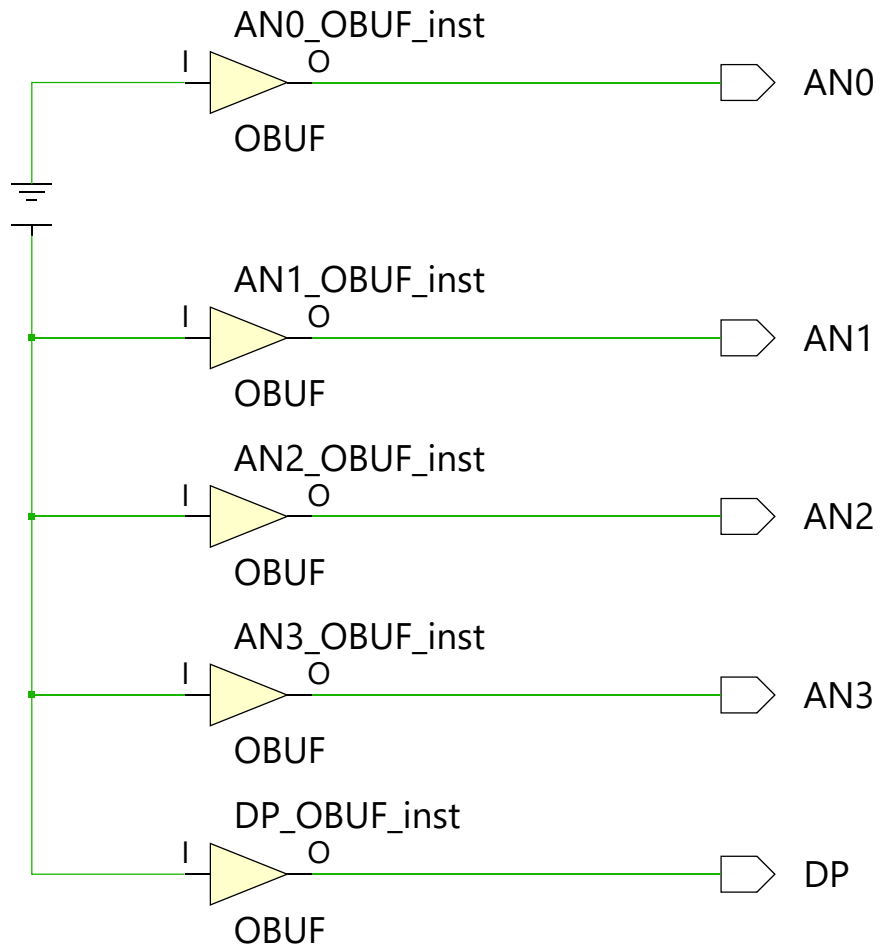 AN0_OBUF_inst
I
O
AN0
OBUF
AN1_OBUF_inst
I
O
AN1
OBUF
AN2_OBUF_inst
I
O
AN2
OBUF
AN3_OBUF_inst
I
O
AN3
OBUF
DP_OBUF_inst
I
O
DP
OBUF